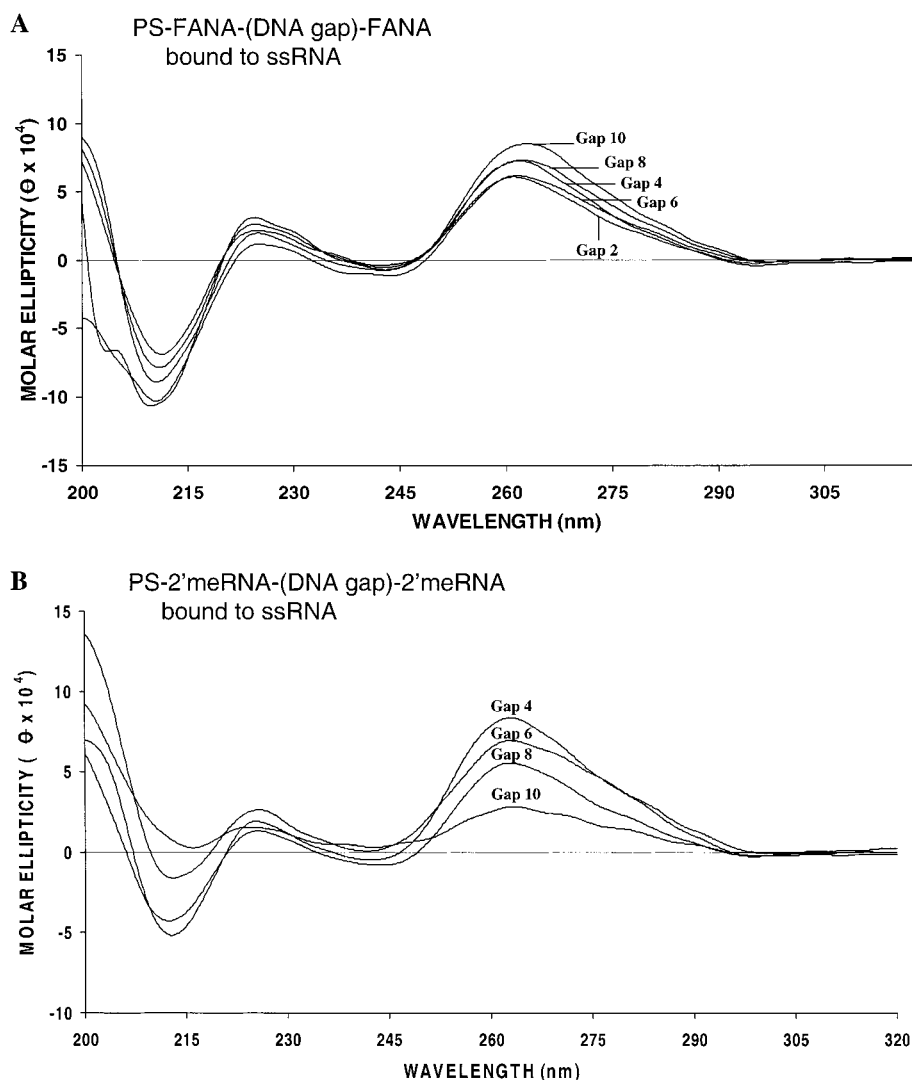 A
PS-FANA-(DNA gap)-FANA
bound to ssRNA
15
10
5
0
-5
-10
-15
MOLAR ELLIPTICITY (Θ x 10⁴)
Gap 10
Gap 8
Gap 4
Gap 6
Gap 2
200 215 230 245 260 275 290 305
WAVELENGTH (nm)
B
PS-2'meRNA-(DNA gap)-2'meRNA
bound to ssRNA
15
10
5
0
-5
-10
MOLAR ELLIPTICITY ( Θ x 10⁴)
Gap 4
Gap 6
Gap 8
Gap 10
200 215 230 245 260 275 290 305 320
WAVELENGTH (nm)